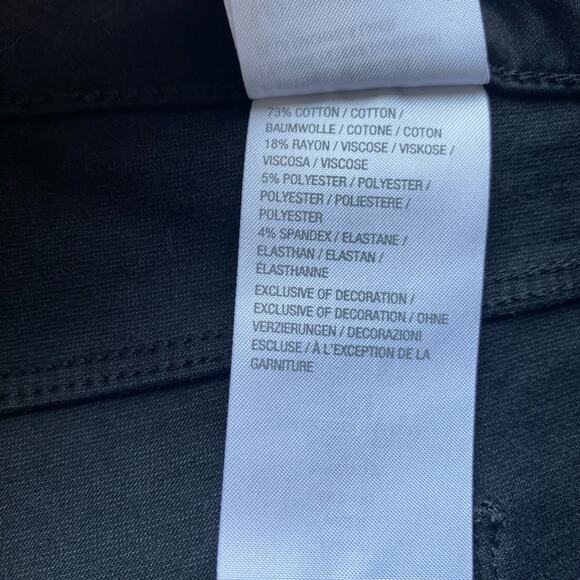 73% COTTON / COTTON /
BAUMWOLLE / COTONE / COTON
18% RAYON / VISCOSE / VISKOSE /
VISCOSA / VISCOSE
5% POLYESTER / POLYESTER /
POLYESTER / POLIESTERE /
POLYESTER
4% SPANDEX / ELASTANE /
ELASTHAN / ELASTAN /
ÉLASTHANNE
EXCLUSIVE OF DECORATION /
EXCLUSIVE OF DECORATION / OHNE
VERZIERUNGEN / DECORAZIONI
ESCLUSE / À L'EXCEPTION DE LA
GARNITURE